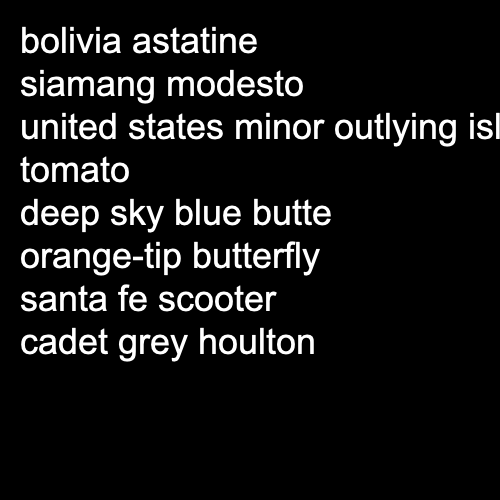 bolivia astatine
siamang modesto
united states minor outlying
tomato
deep sky blue butte
orange-tip butterfly
santa fe scooter
cadet grey houlton